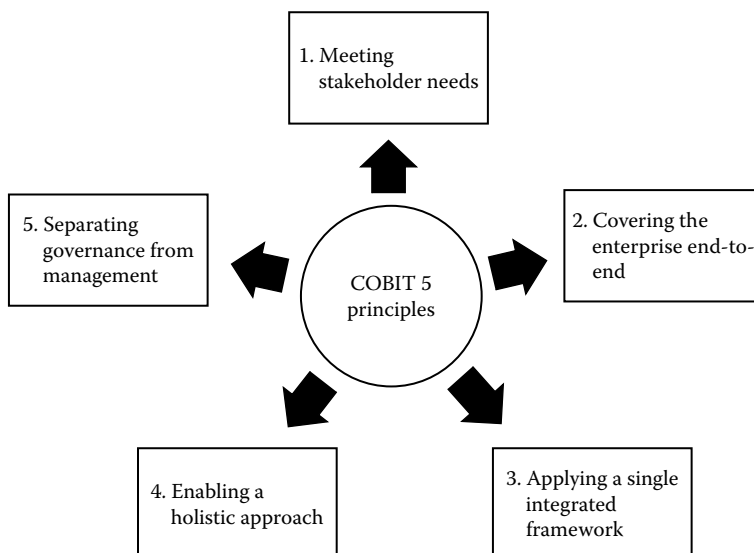 1. Meeting
stakeholder needs
2. Covering the
enterprise end-to-
end
3. Applying a single
integrated
framework
4. Enabling a
holistic approach
5. Separating
governance from
management
COBIT 5
principles